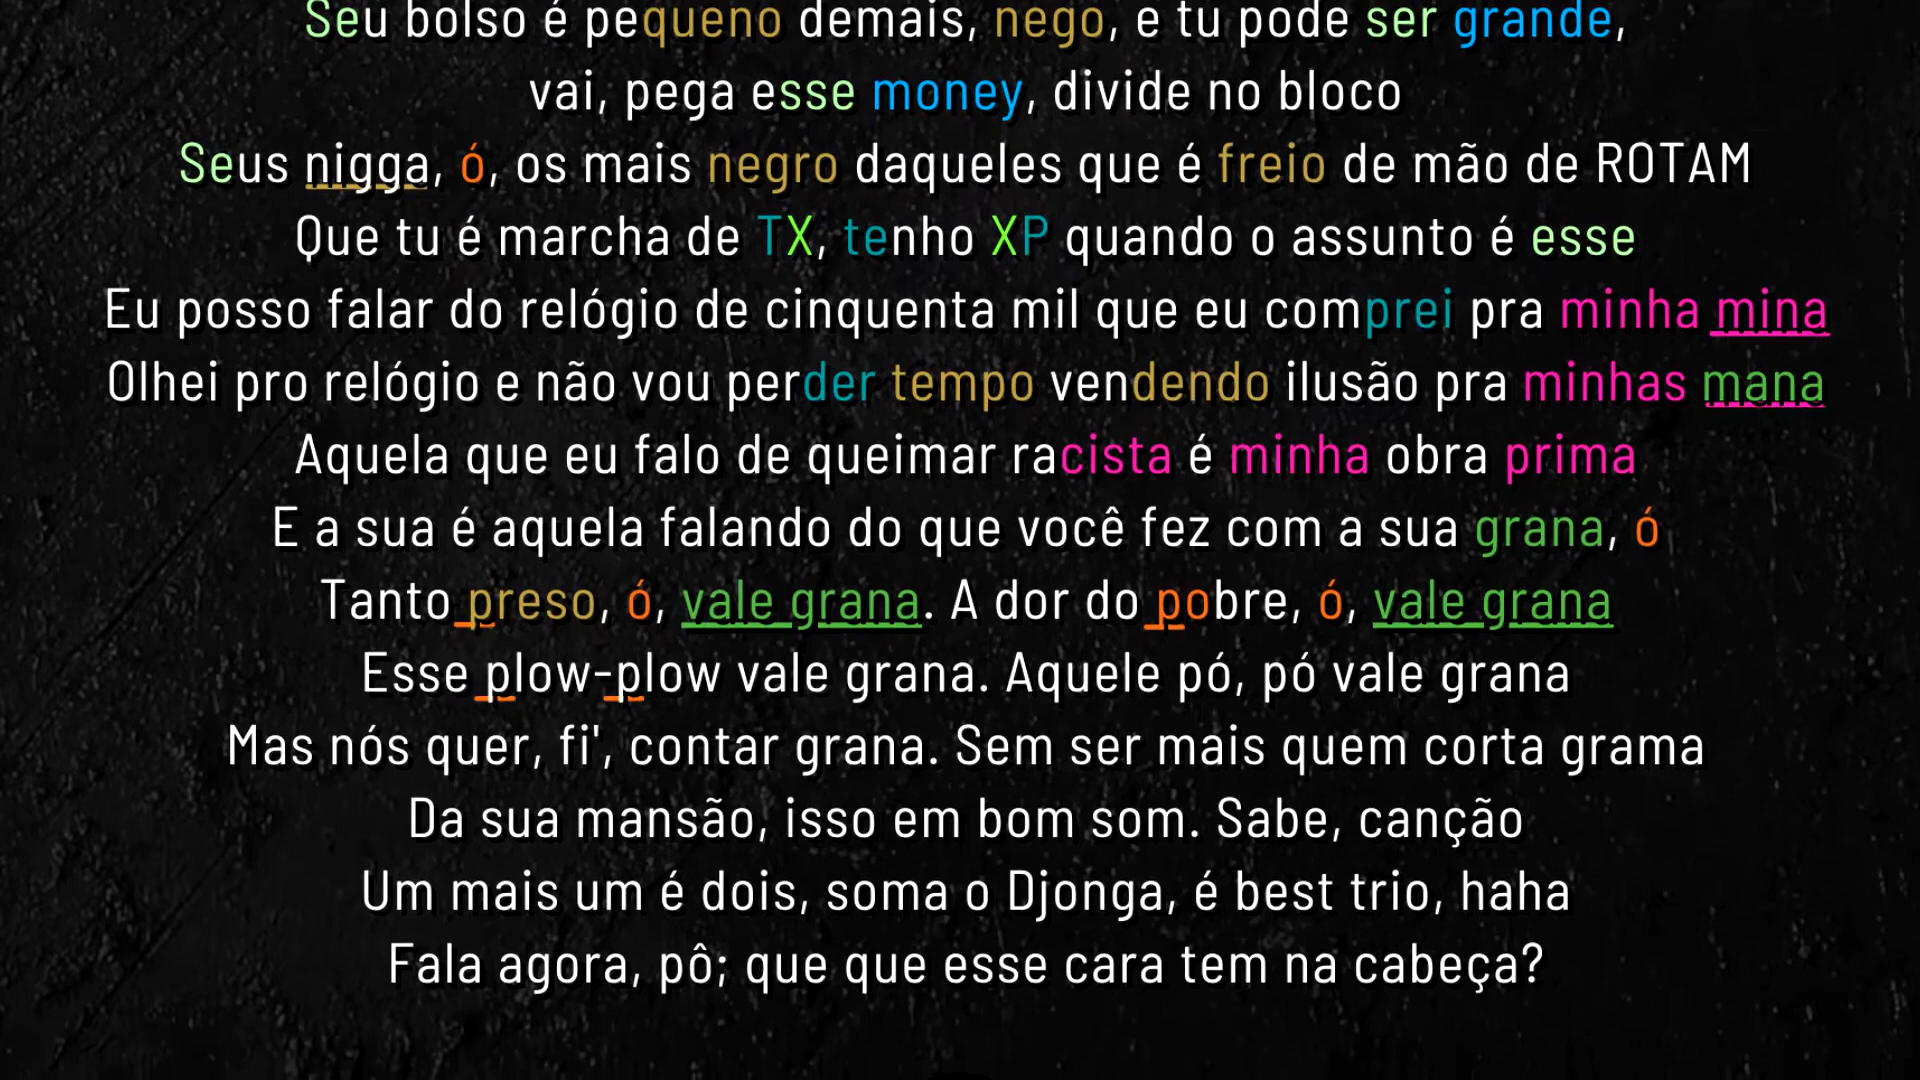 Seu bolso é pequeno demais, nego, e tu pode ser grande,
vai, pega esse money, divide no bloco
Seus nigga, ó, os mais negro daqueles que é freio de mão de ROTAM
Que tu é marcha de TX, tenho XP quando o assunto é esse
Eu posso falar do relógio de cinquenta mil que eu comprei pra minha mina
Olhei pro relógio e não vou perder tempo vendendo ilusão pra minhas mana
Aquela que eu falo de queimar racista é minha obra prima
E a sua é aquela falando do que você fez com a sua grana, ó
Tanto preso, ó, vale grana. A dor do pobre, ó, vale grana
Esse plow-plow vale grana. Aquele pó, pó vale grana
Mas nós quer, fi', contar grana. Sem ser mais quem corta grama
Da sua mansão, isso em bom som. Sabe, canção
Um mais um é dois, soma o Djonga, é best trio, haha
Fala agora, pô; que que esse cara tem na cabeça?